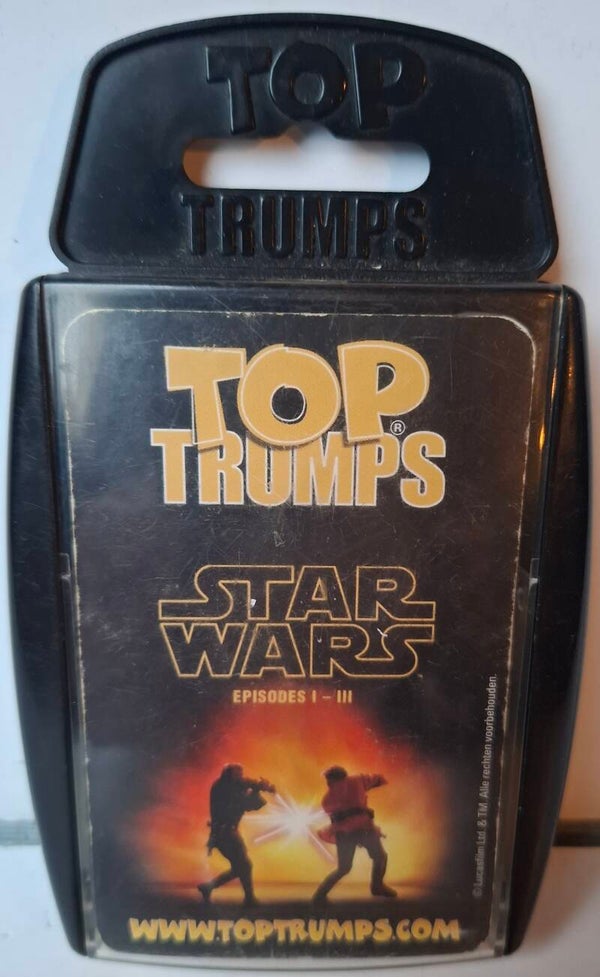 TOP
TRUMPS
TOP
TRUMPS®
STAR
WARS
EPISODES I - III
WWW.TOPTRUMPS.COM
© Lucasfilm Ltd. & TM. Alle rechten voorbehouden.